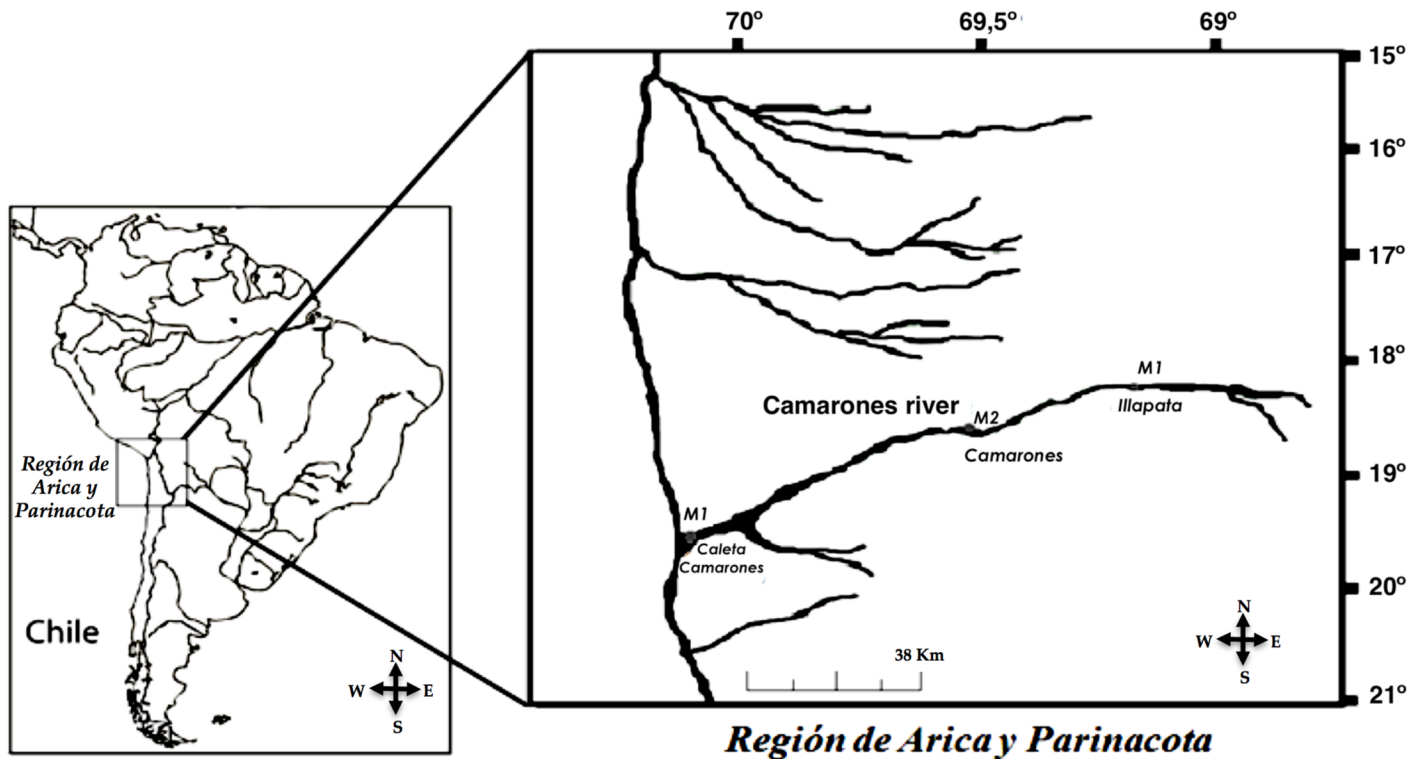 70º 69,5º 69º
15º
16º
17º
18º
19º
20º
21º
Región de
Arica y
Parinacota
Chile
N
W E
S
M1
Illapata
Camarones river
M2
Camarones
M1
Caleta
Camarones
38 Km
N
W E
S
Región de Arica y Parinacota